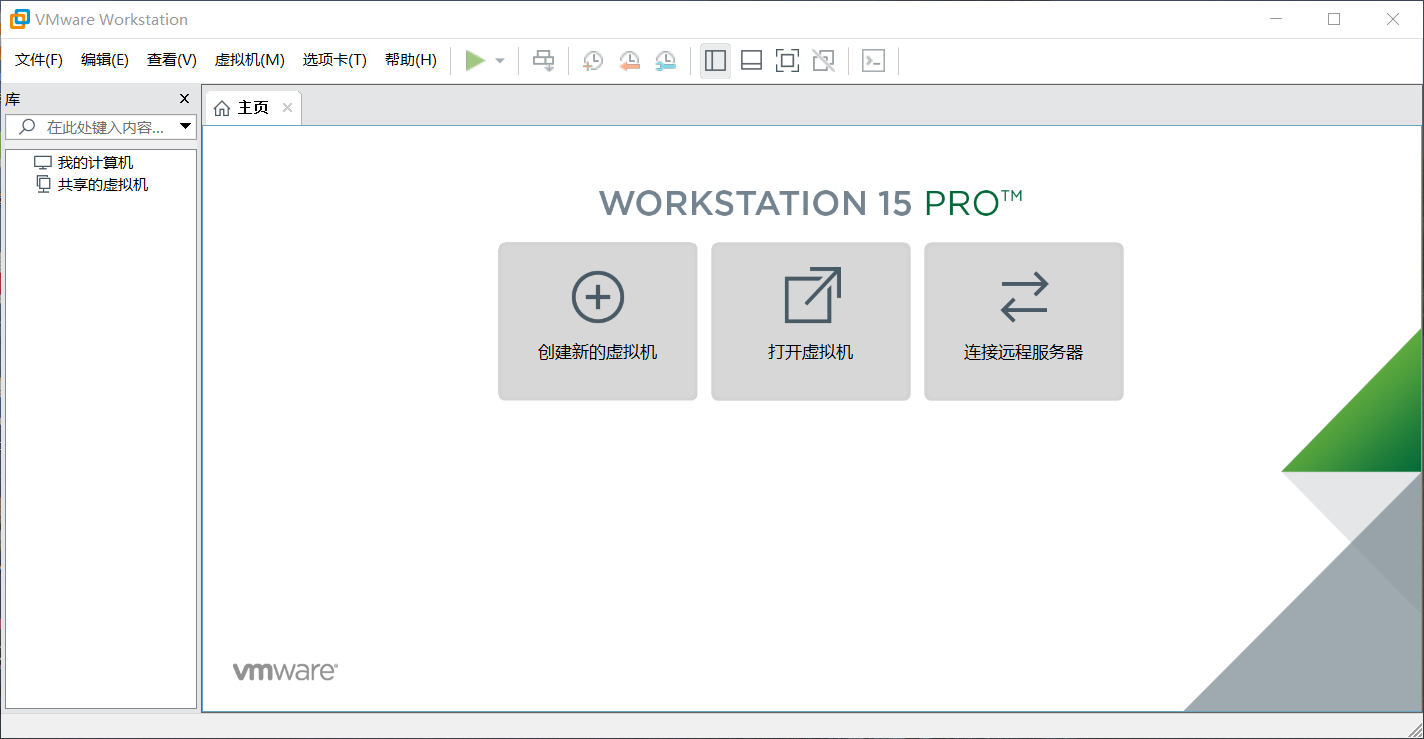 VMware Workstation
文件(F) 编辑(E) 查看(V) 虚拟机(M) 选项卡(T) 帮助(H)
库
在此处键入内容...
我的计算机
共享的虚拟机
主页
WORKSTATION 15 PRO™
创建新的虚拟机 打开虚拟机 连接远程服务器
vmware®